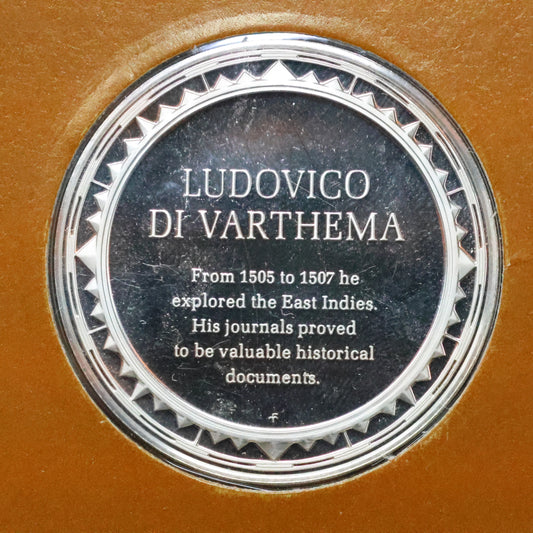 LUDOVICO
DI VARTHEMA
From 1505 to 1507 he
explored the East Indies.
His journals proved
to be valuable historical
documents.